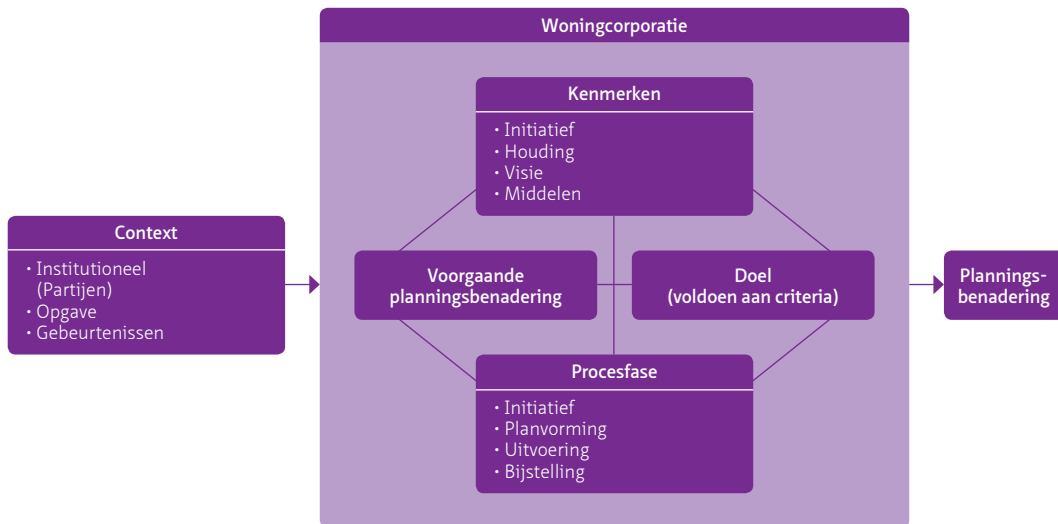 Woningcorporatie
Kenmerken
• Initiatief
• Houding
• Visie
• Middelen
Context
• Institutioneel
(Partijen)
• Opgave
• Gebeurtenissen
Voorgaande
planningsbenadering
Doel
(voldoen aan criteria)
Plannings-
benadering
Procesfase
• Initiatief
• Planvorming
• Uitvoering
• Bijstelling